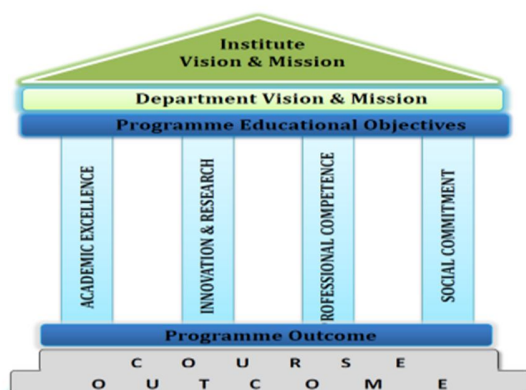 Institute
Vision & Mission
Department Vision & Mission
Programme Educational Objectives
ACADEMIC EXCELLENCE
INNOVATION & RESEARCH
PROFESSIONAL COMPETENCE
SOCIAL COMMITMENT
Programme Outcome
C O U R S E
O U T C O M E